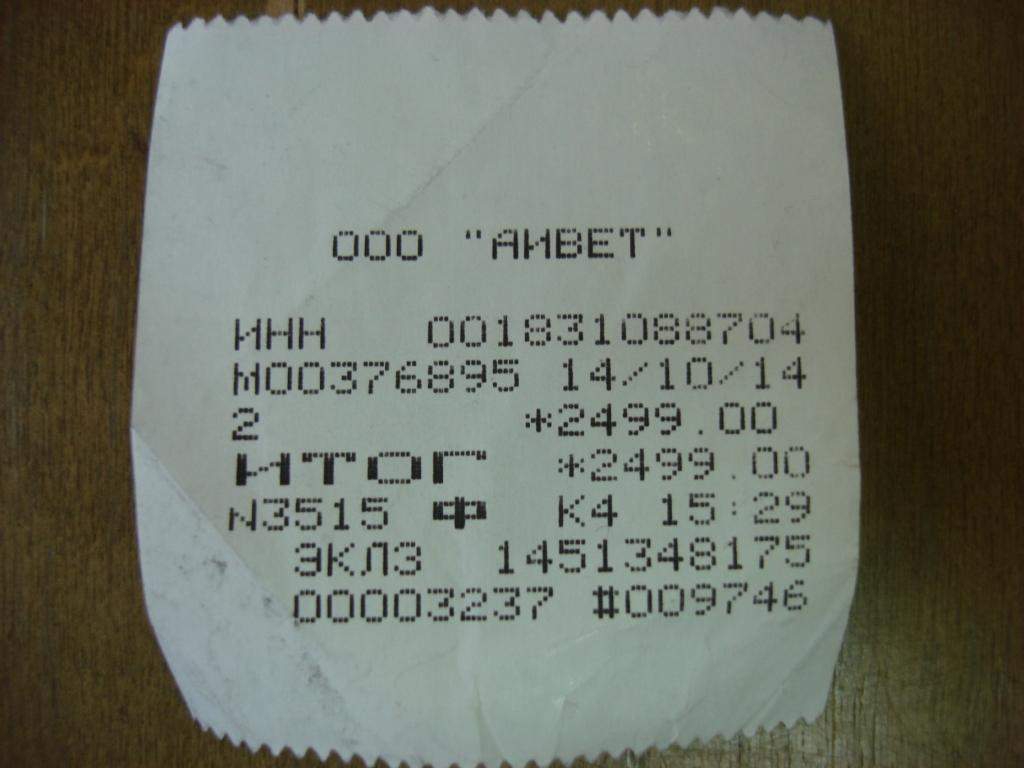 ООО "АИВЕТ"
ИНН 001831088704
М00376895 14/10/14
2 *2499.00
ИТОГ *2499.00
N3515 Ф К4 15:29
ЭКЛЗ 1451348175
00003237 #009746